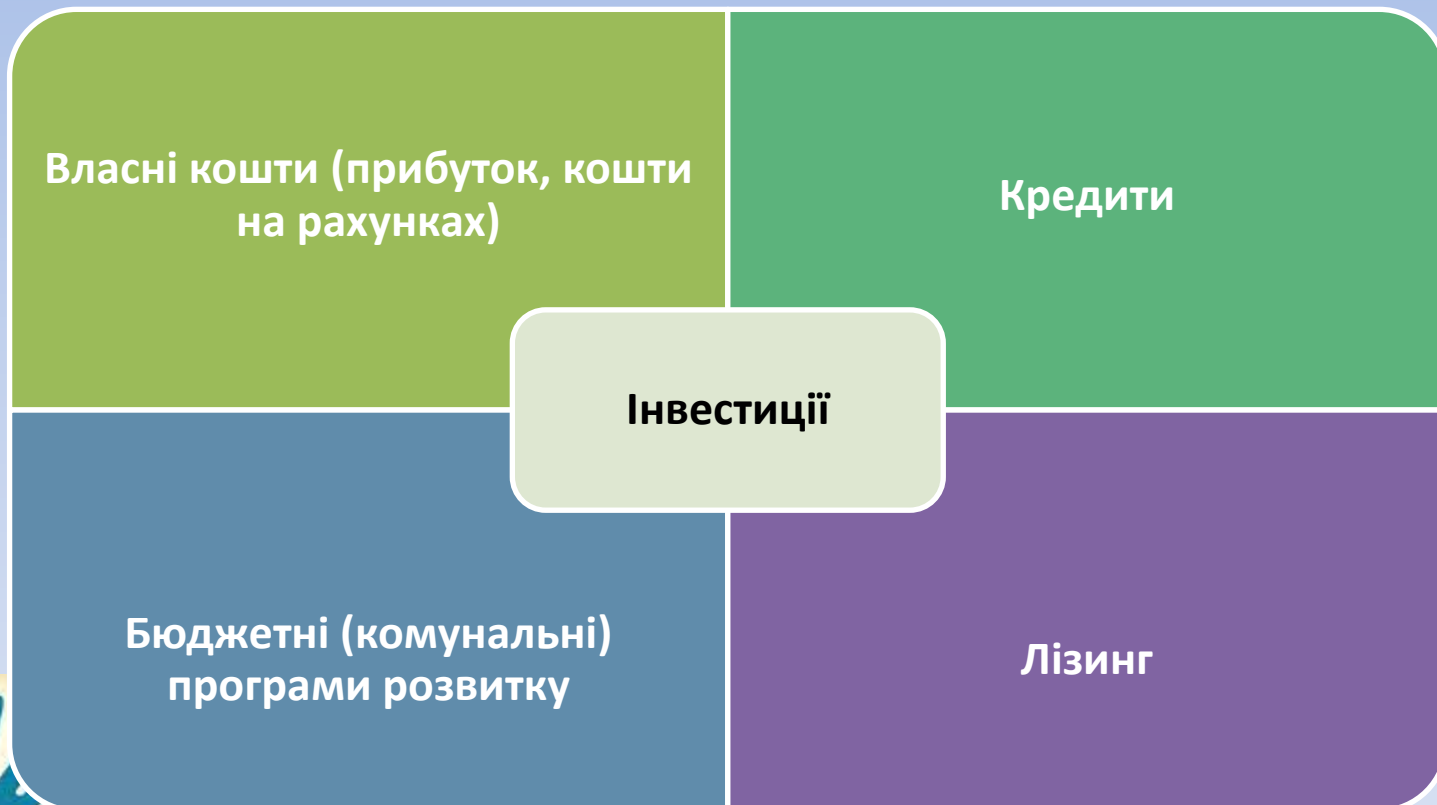 Власні кошти (прибуток, кошти
на рахунках)
Кредити
Інвестиції
Бюджетні (комунальні)
програми розвитку
Лізинг